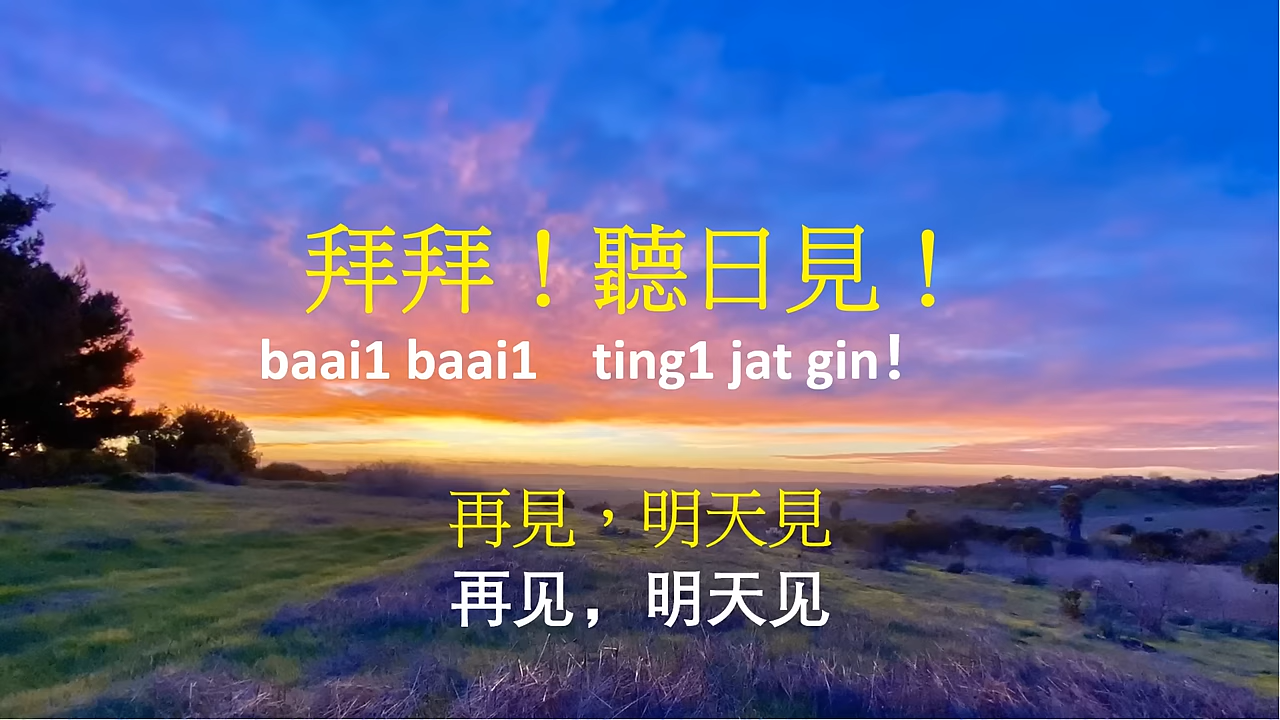 拜拜！聽日見！
baai1 baai1 ting1 jat gin！
再見，明天見
再见，明天见